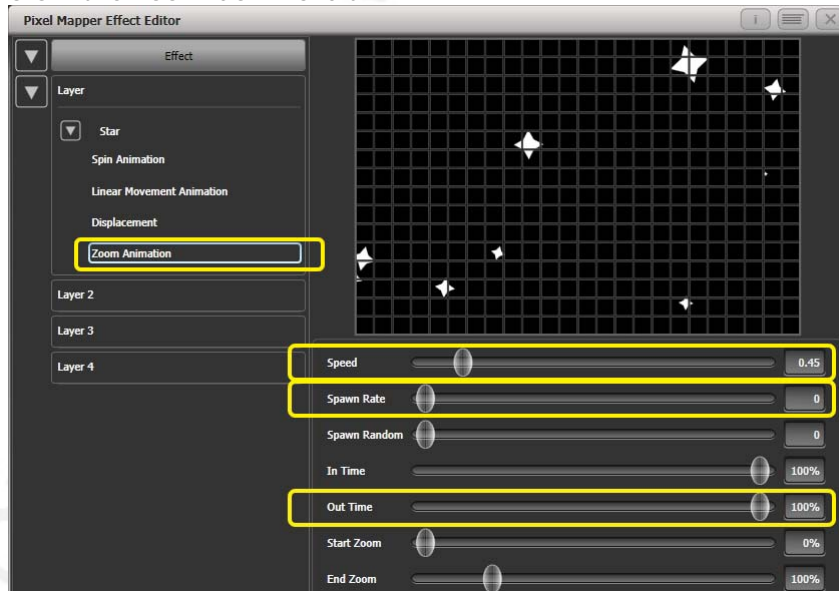 Pixel Mapper Effect Editor
Effect
Layer
Star
Spin Animation
Linear Movement Animation
Displacement
Zoom Animation
Layer 2
Layer 3
Layer 4
Speed 0.45
Spawn Rate 0
Spawn Random 0
In Time 100%
Out Time 100%
Start Zoom 0%
End Zoom 100%